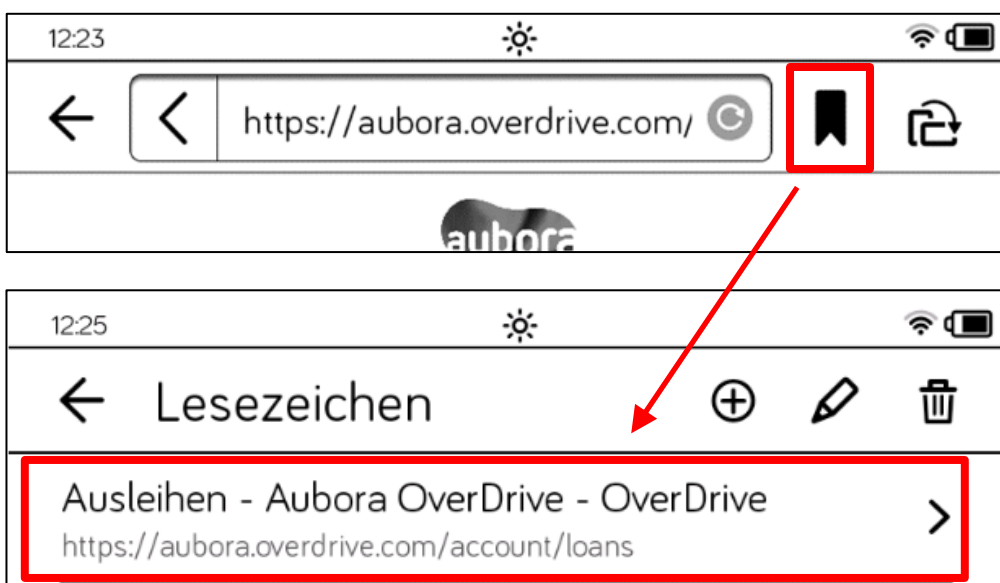 12:23
https://aubora.overdrive.com/
aubora
12:25
Lesezeichen
Ausleihen - Aubora OverDrive - OverDrive
https://aubora.overdrive.com/account/loans